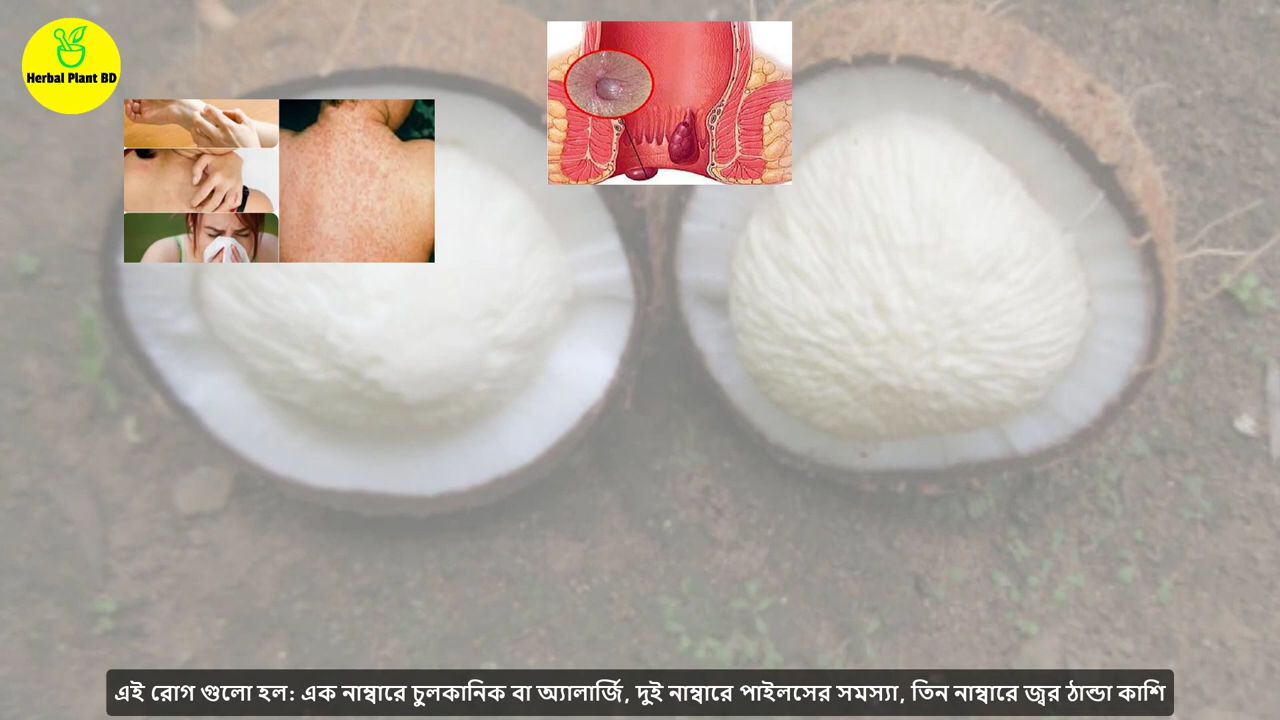 Herbal Plant BD
এই রোগ গুলো হল: এক নাম্বারে চুলকানিক বা অ্যালার্জি, দুই নাম্বারে পাইলসের সমস্যা, তিন নাম্বারে জ্বর ঠান্ডা কাশি